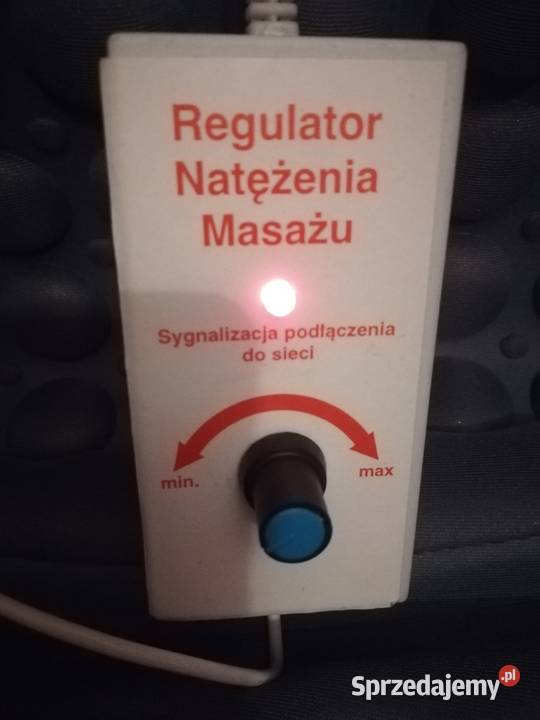 Regulator
Natężenia
Masażu
Sygnalizacja podłączenia
do sieci
min.
max
Sprzedajemy.pl